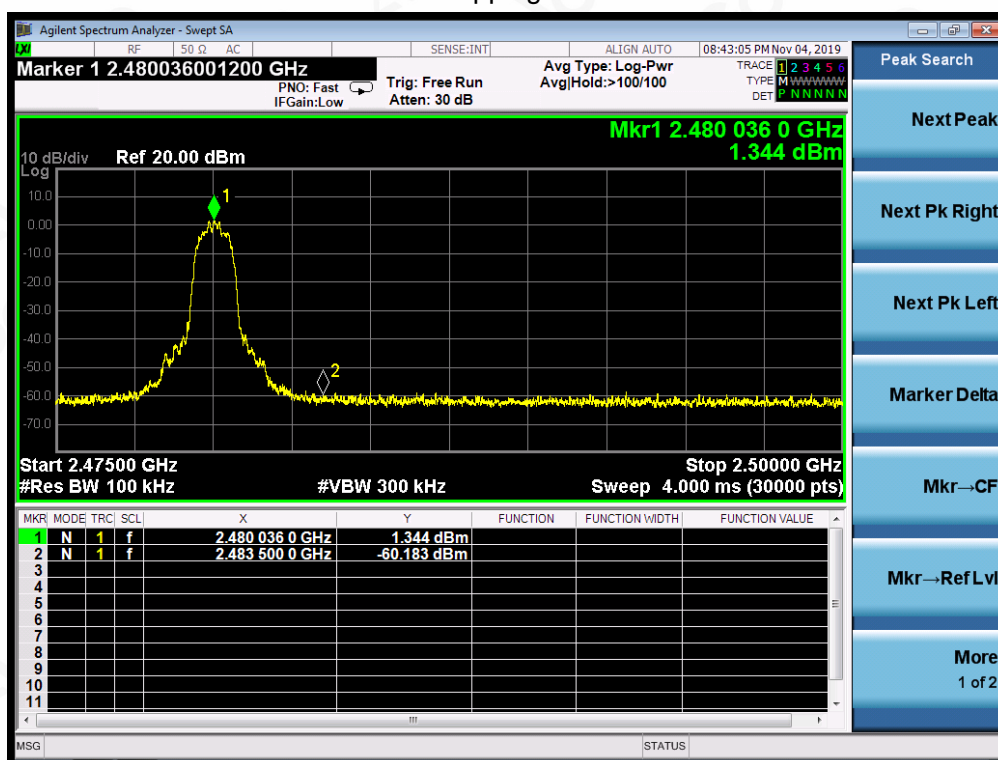 pping
Agilent Spectrum Analyzer - Swept SA
LXI RF 50 Ω AC SENSE:INT ALIGN AUTO 08:43:05 PM Nov 04, 2019
Marker 1 2.480036001200 GHz
PNO: Fast
IFGain:Low
Trig: Free Run
Atten: 30 dB
Avg Type: Log-Pwr
Avg|Hold:>100/100
TRACE 1 2 3 4 5 6
TYPE M WWWWW
DET P N N N N N
Peak Search
Next Peak
Next Pk Right
Next Pk Left
Marker Delta
Mkr→CF
Mkr→Ref Lvl
More
1 of 2
Mkr1 2.480 036 0 GHz
1.344 dBm
10 dB/div Ref 20.00 dBm
Log
10.0
0.00
-10.0
-20.0
-30.0
-40.0
-50.0
-60.0
-70.0
1
2
Start 2.47500 GHz Stop 2.50000 GHz
#Res BW 100 kHz #VBW 300 kHz Sweep 4.000 ms (30000 pts)
MKR MODE TRC SCL X Y FUNCTION FUNCTION WIDTH FUNCTION VALUE
1 N 1 f 2.480 036 0 GHz 1.344 dBm
2 N 1 f 2.483 500 0 GHz -60.183 dBm
3
4
5
6
7
8
9
10
11
MSG STATUS